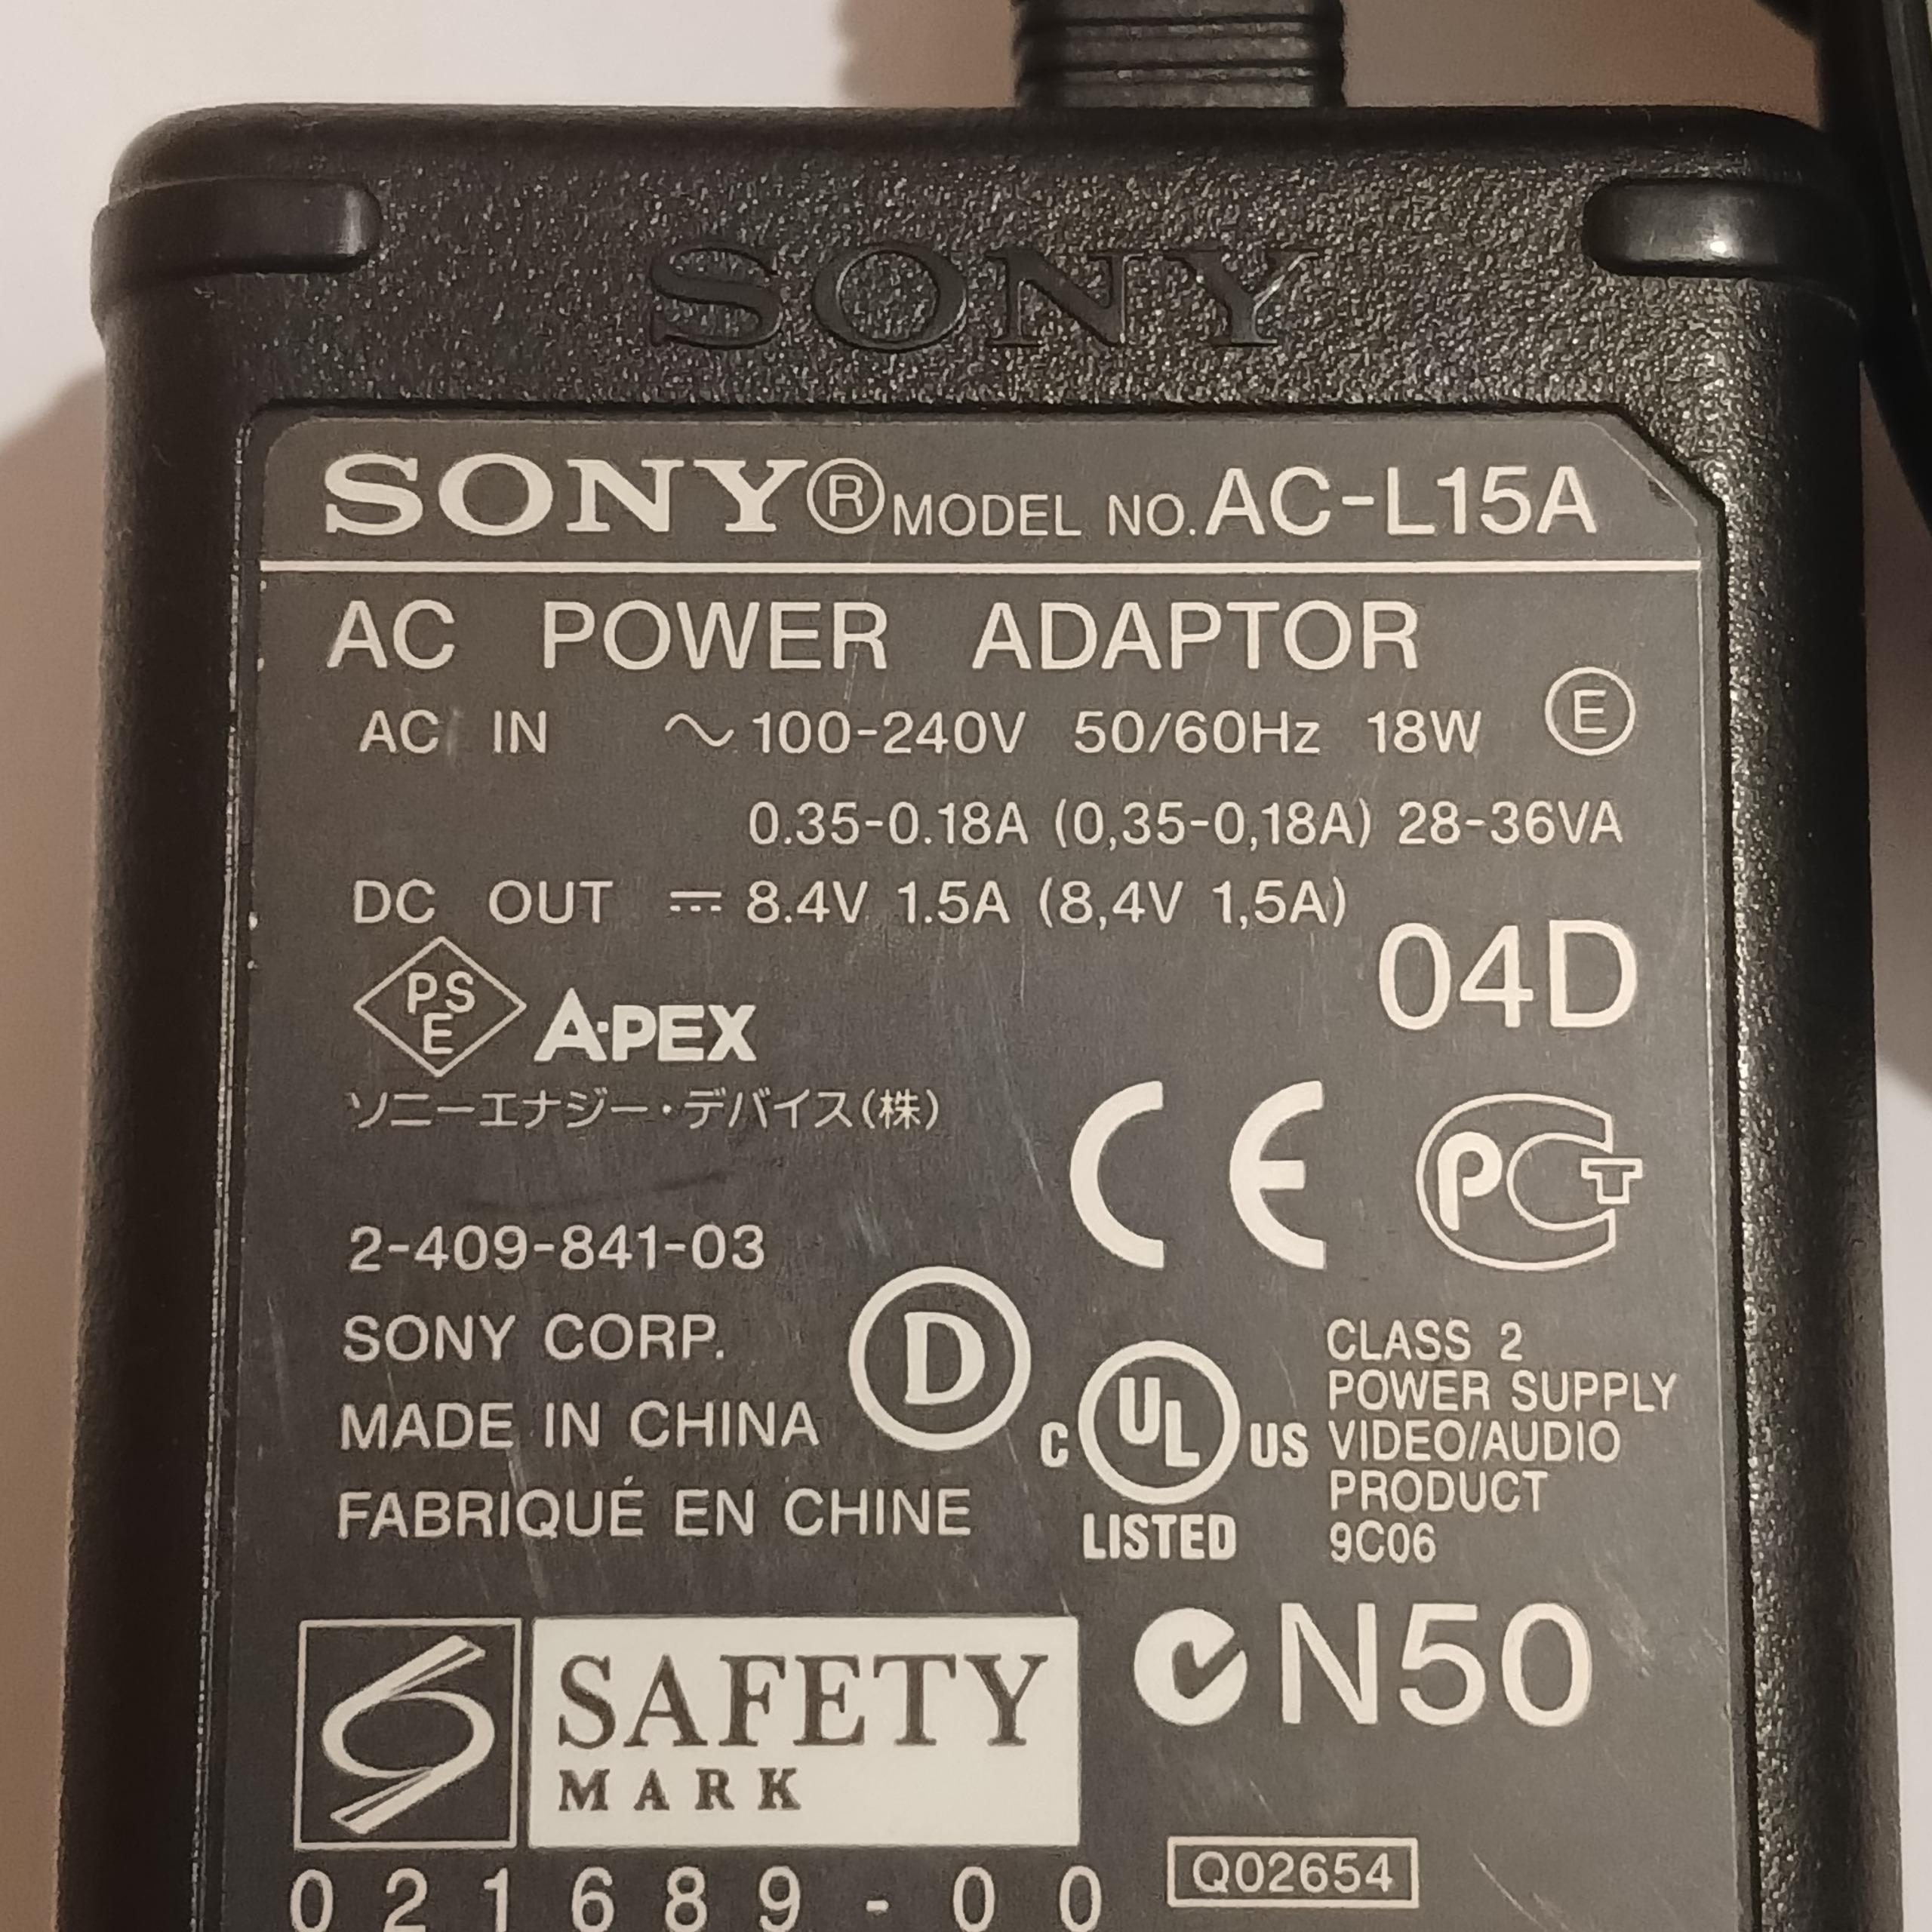 SONY
SONY® MODEL NO. AC-L15A
AC POWER ADAPTOR
AC IN ~ 100-240V 50/60Hz 18W Ⓔ
0.35-0.18A (0,35-0,18A) 28-36VA
DC OUT ⎓ 8.4V 1.5A (8,4V 1,5A)
04D
PS
E
A·PEX
ソニーエナジー・デバイス(株)
CE
PCT
2-409-841-03
SONY CORP.
MADE IN CHINA
FABRIQUÉ EN CHINE
D
C UL US
LISTED
CLASS 2
POWER SUPPLY
VIDEO/AUDIO
PRODUCT
9C06
SAFETY
MARK
N50
021689-00
Q02654